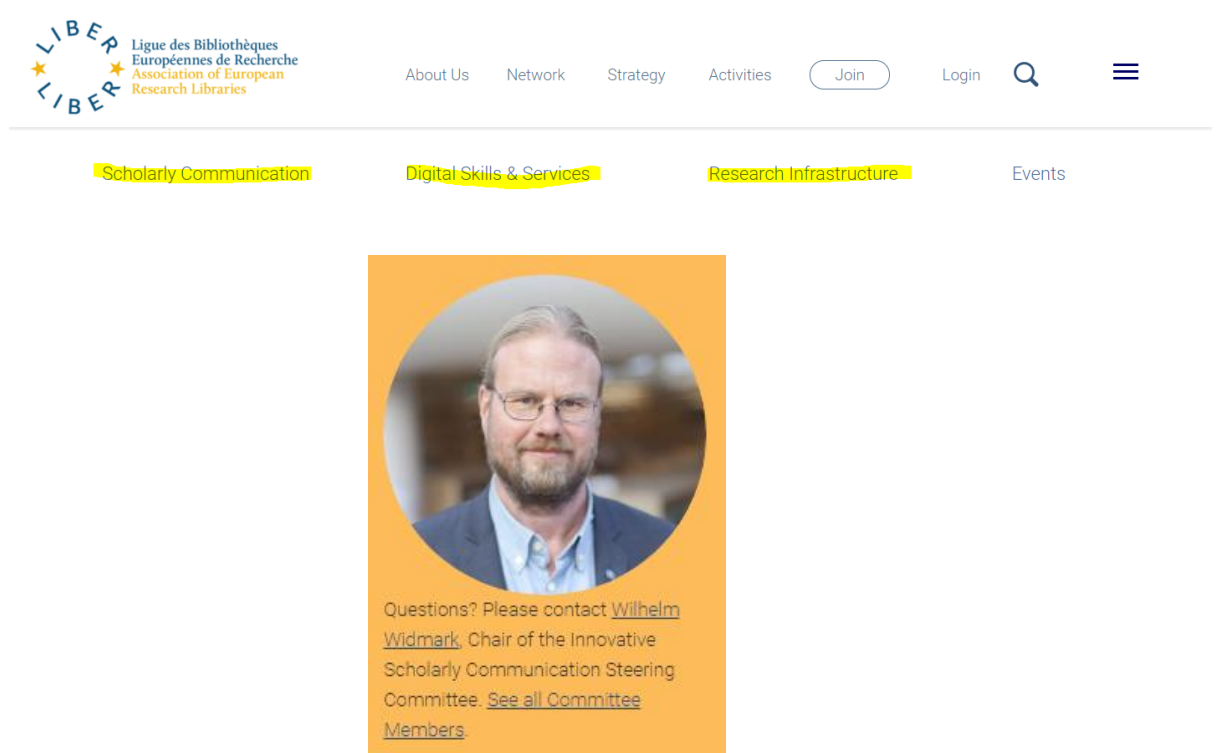 LIBER
LIBER
Ligue des Bibliothèques
Européennes de Recherche
Association of European
Research Libraries
About Us Network Strategy Activities Join Login
Scholarly Communication Digital Skills & Services Research Infrastructure Events
Questions? Please contact Wilhelm
Widmark, Chair of the Innovative
Scholarly Communication Steering
Committee. See all Committee
Members.